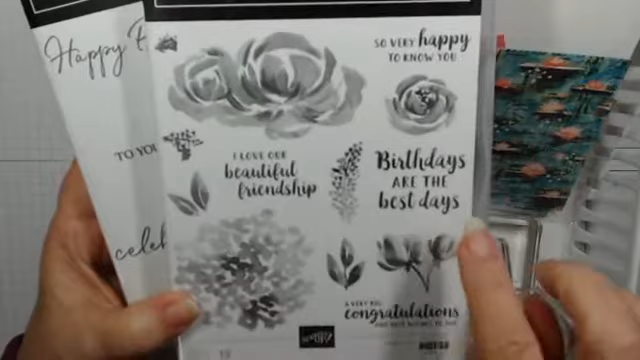 Happy
TO YOU
celeb
SO VERY happy
TO KNOW YOU
I LOVE OUR
beautiful
friendship
Birthdays
ARE THE
best days
A VERY BIG
congratulations